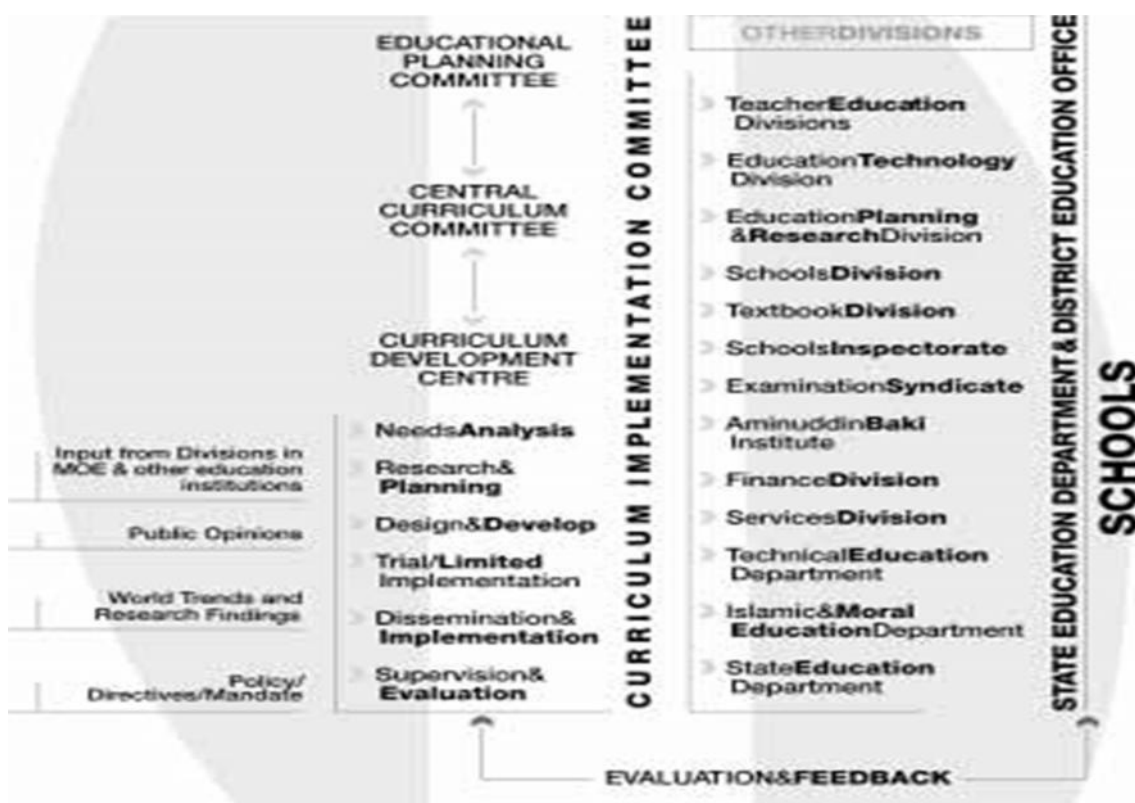 EDUCATIONAL
PLANNING
COMMITTEE
CENTRAL
CURRICULUM
COMMITTEE
CURRICULUM
DEVELOPMENT
CENTRE
NeedsAnalysis
Research&
Planning
Design&Develop
Trial/Limited
Implementation
Dissemination&
Implementation
Supervision&
Evaluation
Input from Divisions in
MOE & other education
institutions
Public Opinions
World Trends and
Research Findings
Policy/
Directives/Mandate
CURRICULUM IMPLEMENTATION COMMITTEE
OTHERDIVISIONS
TeacherEducation
Divisions
EducationTechnology
Division
EducationPlanning
&ResearchDivision
SchoolsDivision
TextbookDivision
SchoolsInspectorate
ExaminationSyndicate
AminuddinBaki
Institute
FinanceDivision
ServicesDivision
TechnicalEducation
Department
Islamic&Moral
EducationDepartment
StateEducation
Department
STATE EDUCATION DEPARTMENT & DISTRICT EDUCATION OFFICE
SCHOOLS
EVALUATION&FEEDBACK